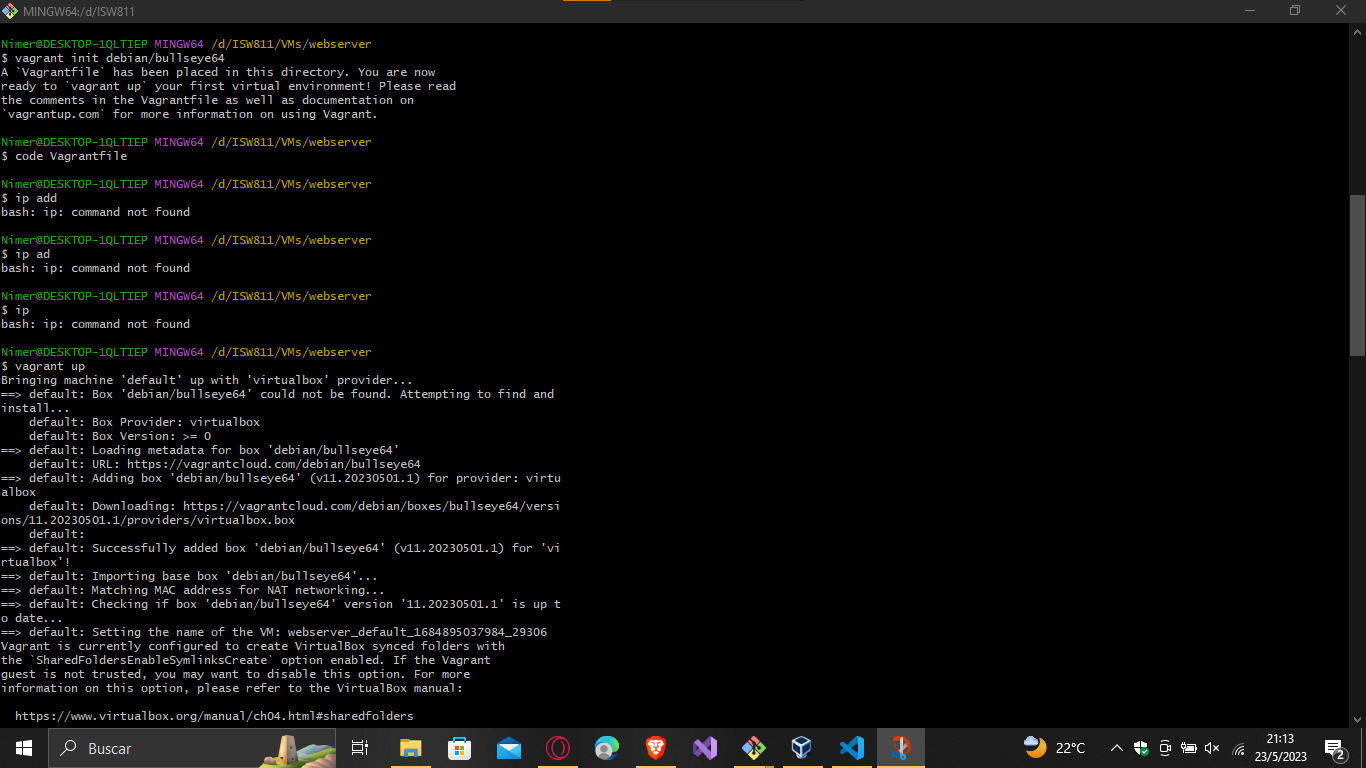 MINGW64:/d/ISW811
Nimer@DESKTOP-1QLTIEP MINGW64 /d/ISW811/VMs/webserver
$ vagrant init debian/bullseye64
A `Vagrantfile` has been placed in this directory. You are now
ready to `vagrant up` your first virtual environment! Please read
the comments in the Vagrantfile as well as documentation on
`vagrantup.com` for more information on using Vagrant.
Nimer@DESKTOP-1QLTIEP MINGW64 /d/ISW811/VMs/webserver
$ code Vagrantfile
Nimer@DESKTOP-1QLTIEP MINGW64 /d/ISW811/VMs/webserver
$ ip add
bash: ip: command not found
Nimer@DESKTOP-1QLTIEP MINGW64 /d/ISW811/VMs/webserver
$ ip ad
bash: ip: command not found
Nimer@DESKTOP-1QLTIEP MINGW64 /d/ISW811/VMs/webserver
$ ip
bash: ip: command not found
Nimer@DESKTOP-1QLTIEP MINGW64 /d/ISW811/VMs/webserver
$ vagrant up
Bringing machine 'default' up with 'virtualbox' provider...
==> default: Box 'debian/bullseye64' could not be found. Attempting to find and
install...
default: Box Provider: virtualbox
default: Box Version: >= 0
==> default: Loading metadata for box 'debian/bullseye64'
default: URL: https://vagrantcloud.com/debian/bullseye64
==> default: Adding box 'debian/bullseye64' (v11.20230501.1) for provider: virtu
albox
default: Downloading: https://vagrantcloud.com/debian/boxes/bullseye64/versi
ons/11.20230501.1/providers/virtualbox.box
default:
==> default: Successfully added box 'debian/bullseye64' (v11.20230501.1) for 'vi
rtualbox'!
==> default: Importing base box 'debian/bullseye64'...
==> default: Matching MAC address for NAT networking...
==> default: Checking if box 'debian/bullseye64' version '11.20230501.1' is up t
o date...
==> default: Setting the name of the VM: webserver_default_1684895037984_29306
Vagrant is currently configured to create VirtualBox synced folders with
the `SharedFoldersEnableSymlinksCreate` option enabled. If the Vagrant
guest is not trusted, you may want to disable this option. For more
information on this option, please refer to the VirtualBox manual:
https://www.virtualbox.org/manual/ch04.html#sharedfolders
Buscar
22°C
21:13
23/5/2023
2